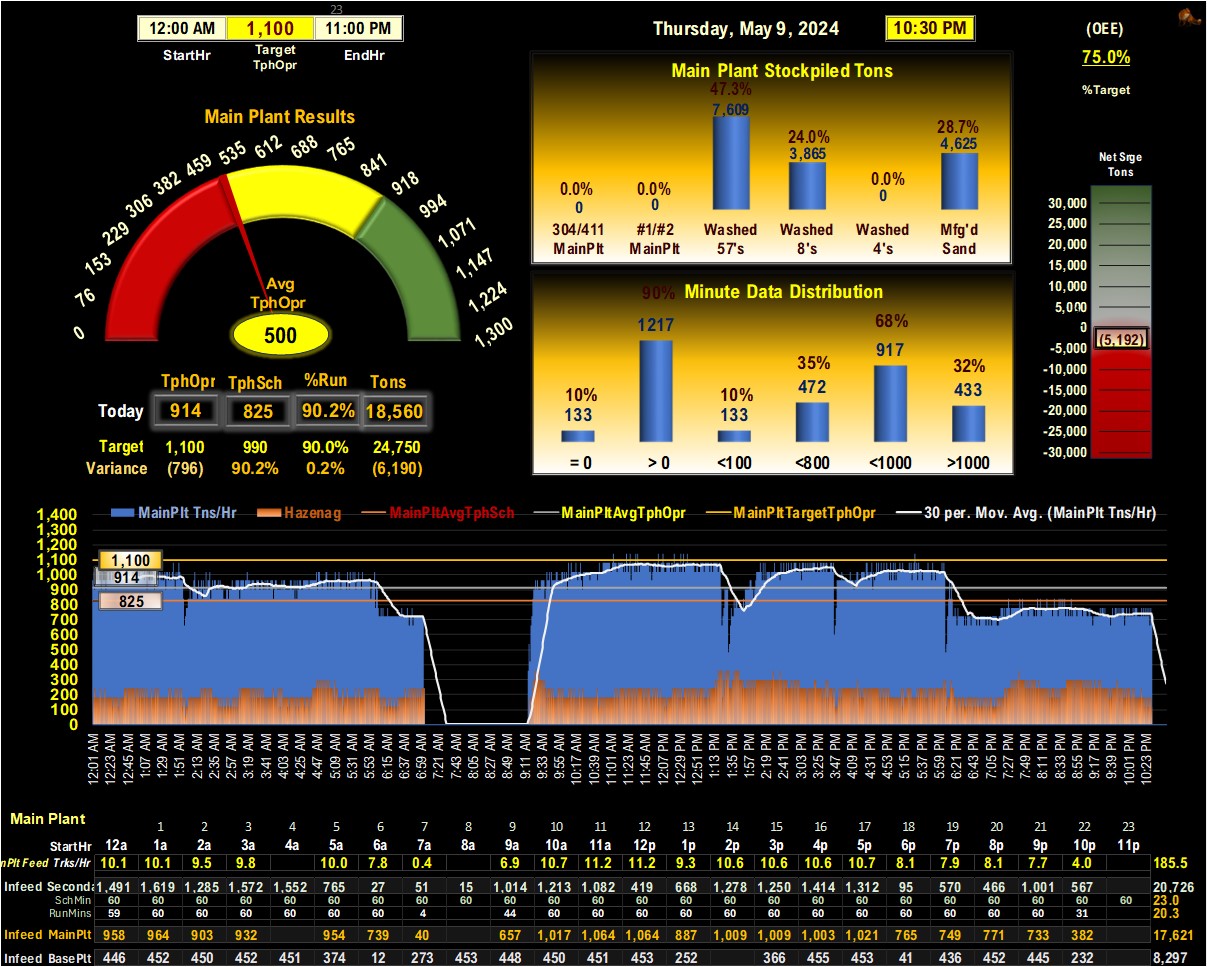 23
12:00 AM 1,100 11:00 PM
StartHr Target TphOpr EndHr
Thursday, May 9, 2024 10:30 PM
(OEE)
75.0%
%Target
Main Plant Results
0 76 153 229 306 382 459 535 612 688 765 841 918 994 1,071 1,147 1,224 1,300
Avg
TphOpr
500
TphOpr TphSch %Run Tons
Today 914 825 90.2% 18,560
Target 1,100 990 90.0% 24,750
Variance (796) 90.2% 0.2% (6,190)
Main Plant Stockpiled Tons
47.3%
7,609
24.0%
3,865
28.7%
4,625
0.0% 0.0% 0.0%
0 0 0
304/411 #1/#2 Washed Washed Washed Mfg'd
MainPlt MainPlt 57's 8's 4's Sand
Minute Data Distribution
90%
1217
68%
917
35%
472
32%
433
10% 10%
133 133
= 0 > 0 <100 <800 <1000 >1000
Net Srge
Tons
30,000
25,000
20,000
15,000
10,000
5,000
0
(5,192)
-5,000
-10,000
-15,000
-20,000
-25,000
-30,000
MainPlt Tns/Hr Hazenag MainPltAvgTphSch MainPltAvgTphOpr MainPltTargetTphOpr 30 per. Mov. Avg. (MainPlt Tns/Hr)
1,400
1,300
1,200
1,100
1,000
900
800
700
600
500
400
300
200
100
0
1,100
914
825
12:01 AM 12:23 AM 12:45 AM 1:07 AM 1:29 AM 1:51 AM 2:13 AM 2:35 AM 2:57 AM 3:19 AM 3:41 AM 4:03 AM 4:25 AM 4:47 AM 5:09 AM 5:31 AM 5:53 AM 6:15 AM 6:37 AM 6:59 AM 7:21 AM 7:43 AM 8:05 AM 8:27 AM 8:49 AM 9:11 AM 9:33 AM 9:55 AM 10:17 AM 10:39 AM 11:01 AM 11:23 AM 11:45 AM 12:07 PM 12:29 PM 12:51 PM 1:13 PM 1:35 PM 1:57 PM 2:19 PM 2:41 PM 3:03 PM 3:25 PM 3:47 PM 4:09 PM 4:31 PM 4:53 PM 5:15 PM 5:37 PM 5:59 PM 6:21 PM 6:43 PM 7:05 PM 7:27 PM 7:49 PM 8:11 PM 8:33 PM 8:55 PM 9:17 PM 9:39 PM 10:01 PM 10:23 PM
Main Plant
1 2 3 4 5 6 7 8 9 10 11 12 13 14 15 16 17 18 19 20 21 22 23
StartHr 12a 1a 2a 3a 4a 5a 6a 7a 8a 9a 10a 11a 12p 1p 2p 3p 4p 5p 6p 7p 8p 9p 10p 11p
nPlt Feed Trks/Hr 10.1 10.1 9.5 9.8 10.0 7.8 0.4 6.9 10.7 11.2 11.2 9.3 10.6 10.6 10.6 10.7 8.1 7.9 8.1 7.7 4.0 185.5
Infeed Seconda 1,491 1,619 1,285 1,572 1,552 765 27 51 15 1,014 1,213 1,082 419 668 1,278 1,250 1,414 1,312 95 570 466 1,001 567 20,726
SchMin 60 60 60 60 60 60 60 60 60 60 60 60 60 60 60 60 60 60 60 60 60 60 60 60 23.0
RunMins 59 60 60 60 60 60 60 4 44 60 60 60 60 60 60 60 60 60 60 60 60 31 20.3
Infeed MainPlt 958 964 903 932 954 739 40 657 1,017 1,064 1,064 887 1,009 1,009 1,003 1,021 765 749 771 733 382 17,621
Infeed BasePlt 446 452 450 452 451 374 12 273 453 448 450 451 453 252 366 455 453 41 436 452 445 232 8,297